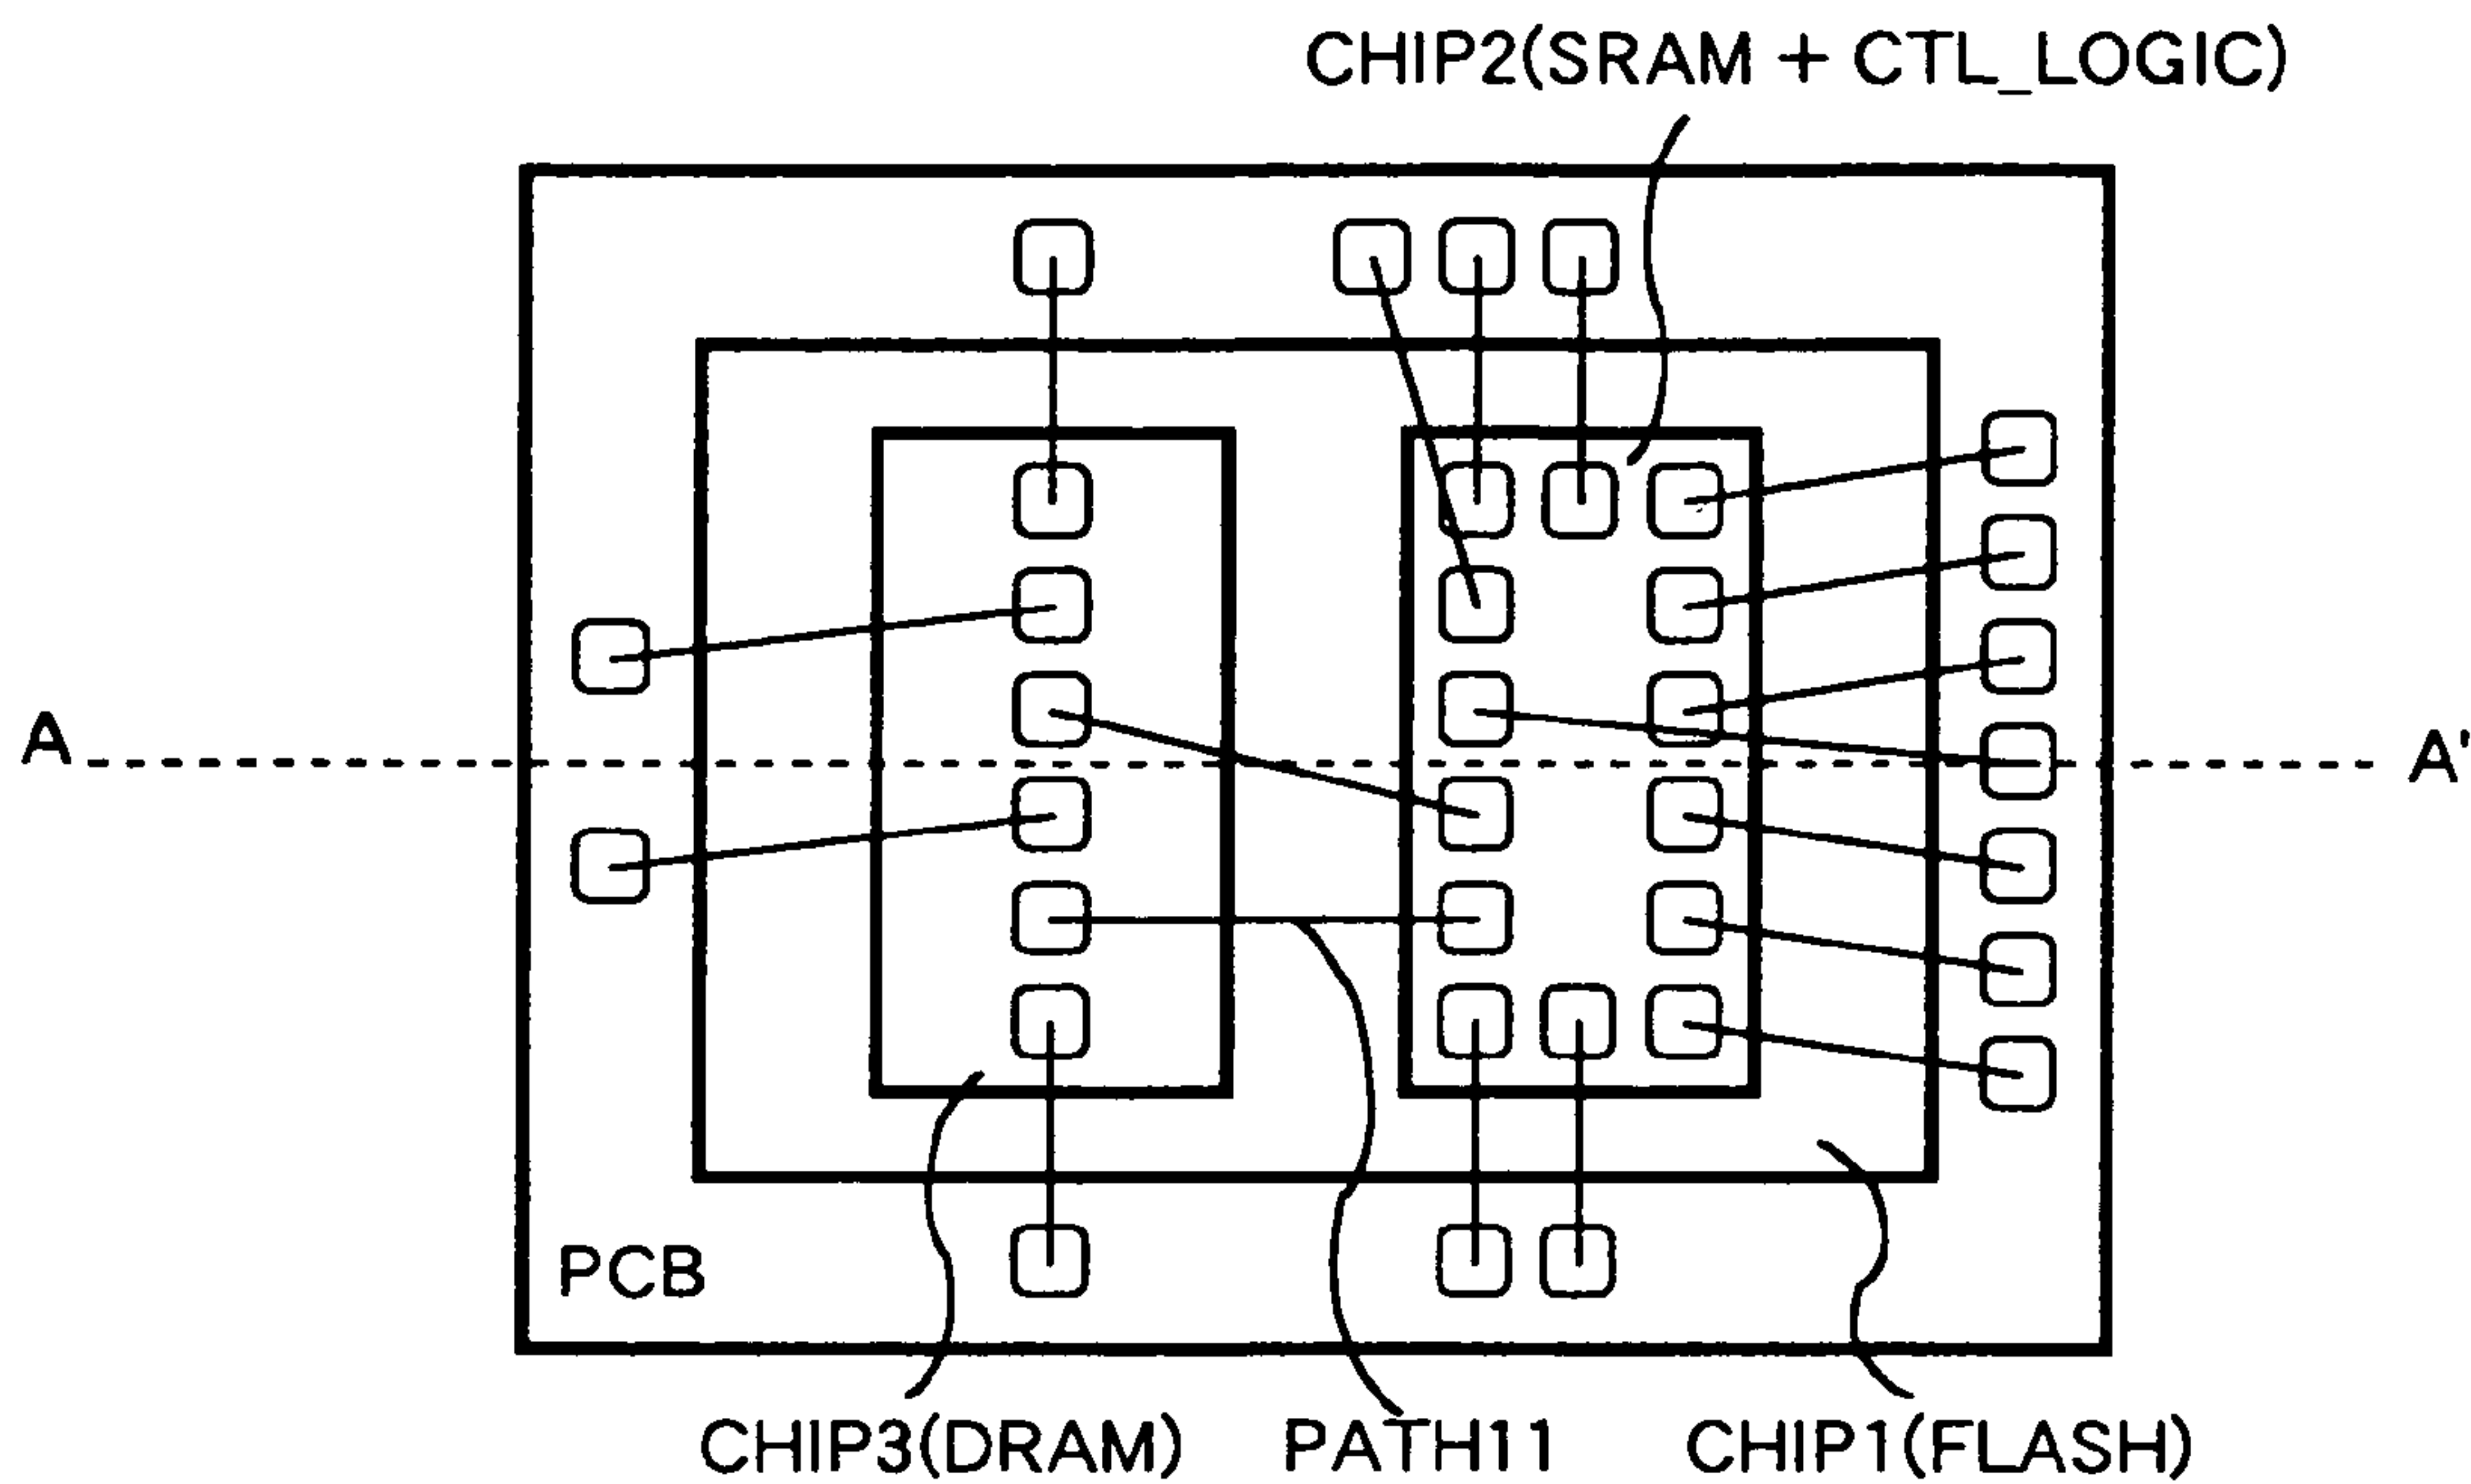 CHIP2(SRAM + CTL_LOGIC)
A
A'
PCB
CHIP3(DRAM)
PATH11
CHIP1(FLASH)